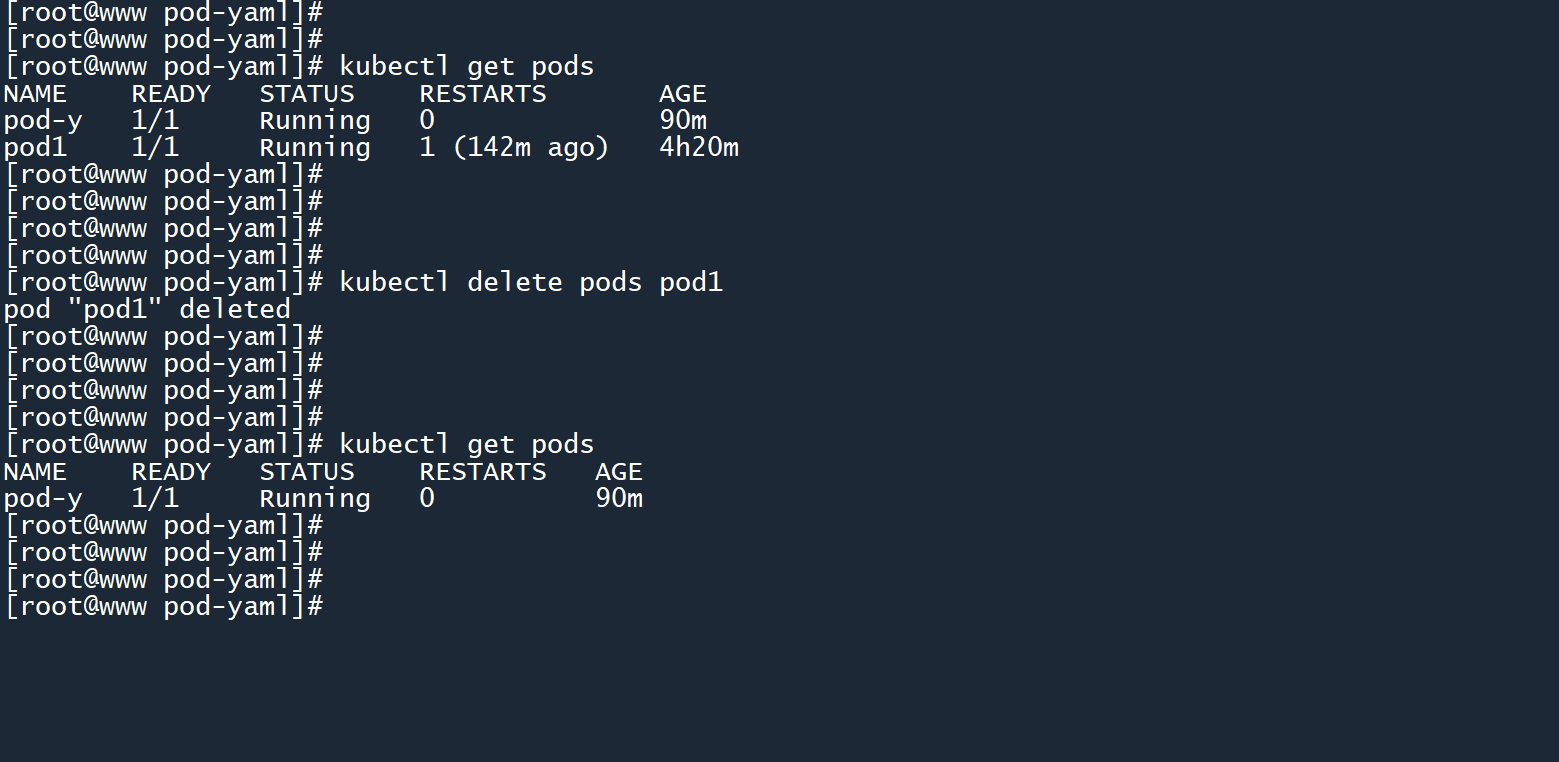 [root@www pod-yaml]#
[root@www pod-yaml]#
[root@www pod-yaml]# kubectl get pods
NAME    READY   STATUS    RESTARTS       AGE
pod-y   1/1     Running   0              90m
pod1    1/1     Running   1 (142m ago)   4h20m
[root@www pod-yaml]#
[root@www pod-yaml]#
[root@www pod-yaml]#
[root@www pod-yaml]#
[root@www pod-yaml]# kubectl delete pods pod1
pod "pod1" deleted
[root@www pod-yaml]#
[root@www pod-yaml]#
[root@www pod-yaml]#
[root@www pod-yaml]#
[root@www pod-yaml]# kubectl get pods
NAME    READY   STATUS    RESTARTS   AGE
pod-y   1/1     Running   0          90m
[root@www pod-yaml]#
[root@www pod-yaml]#
[root@www pod-yaml]#
[root@www pod-yaml]#